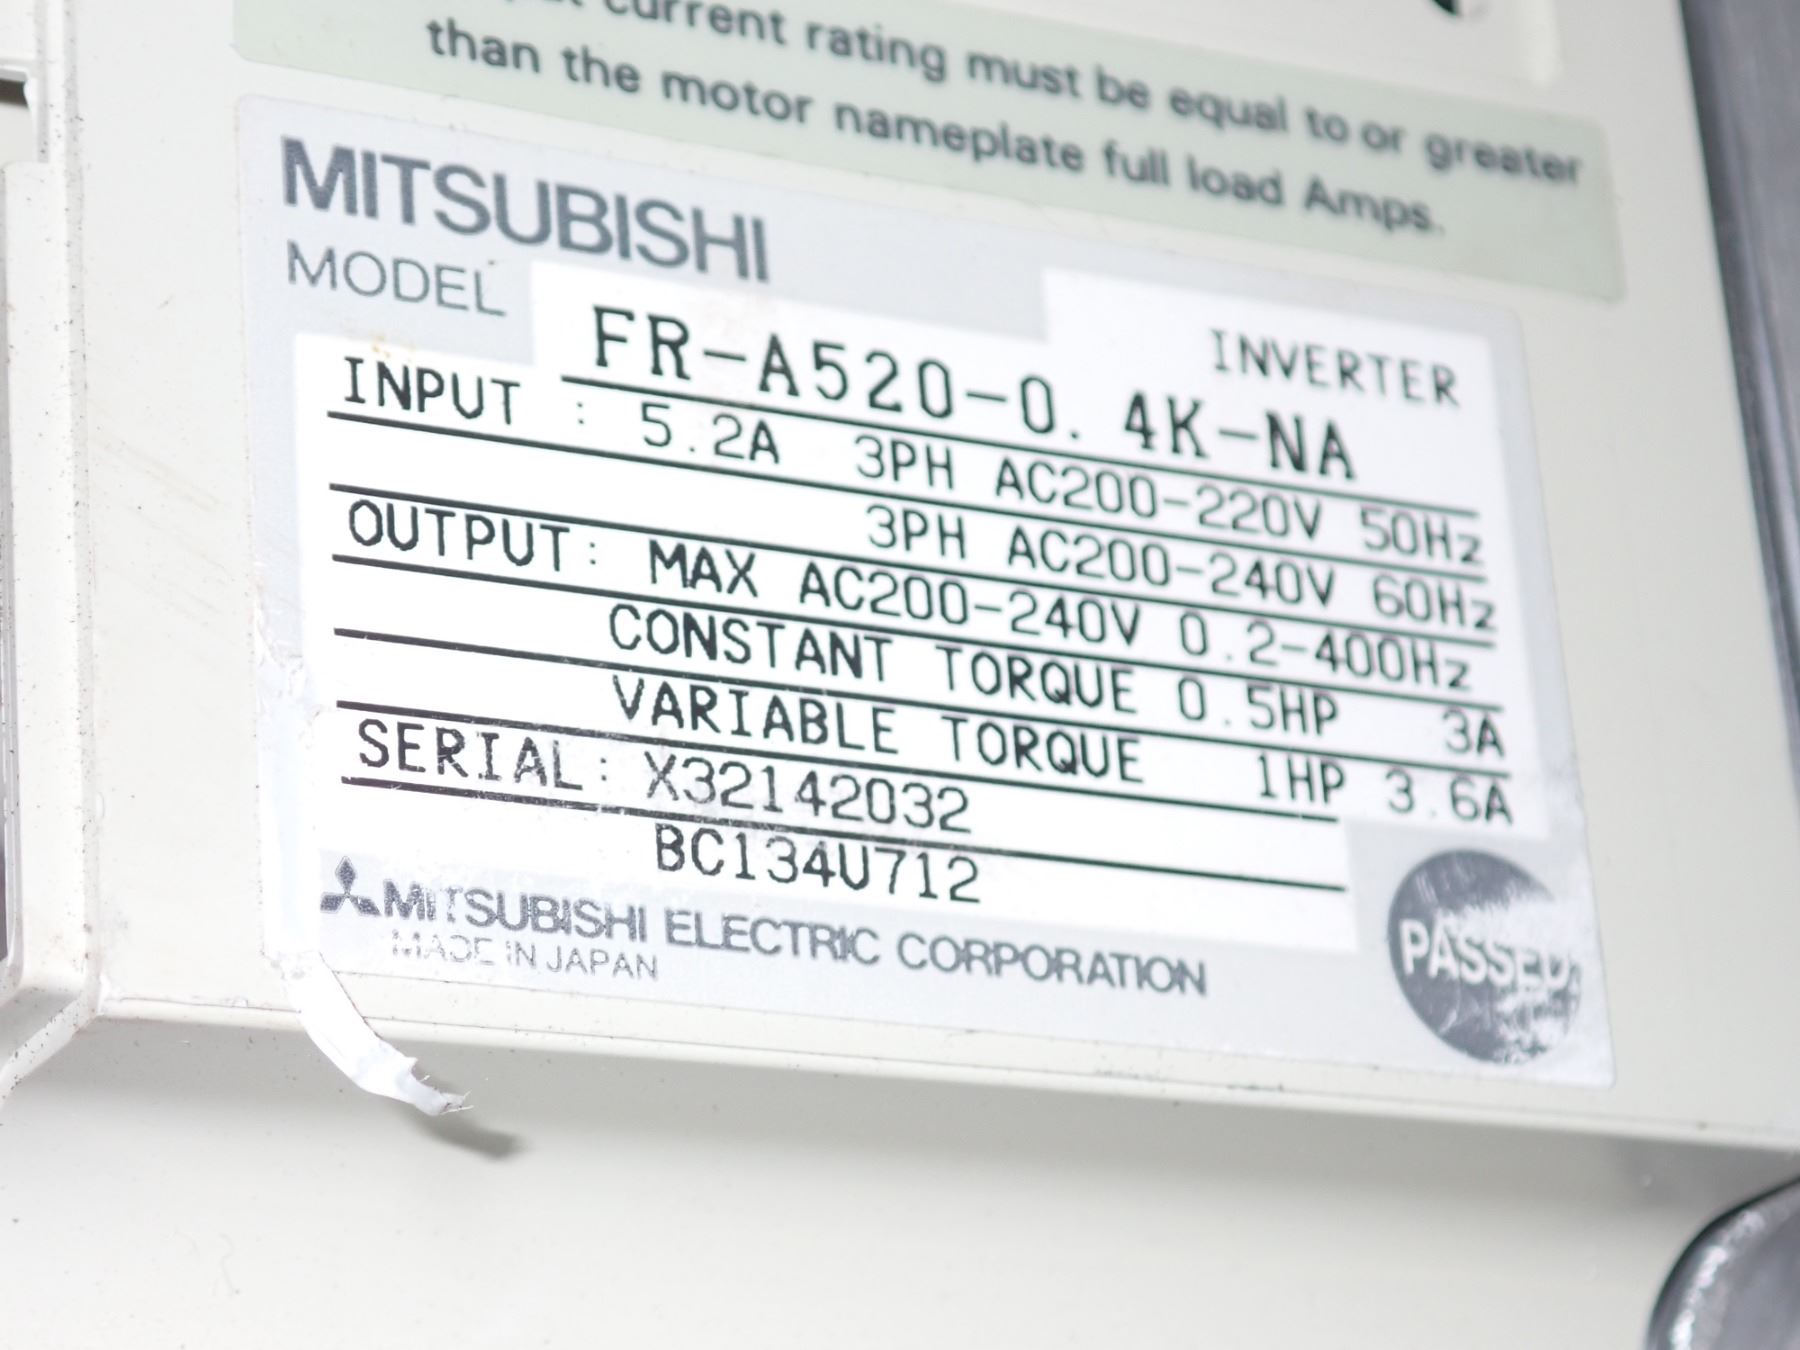 current rating must be equal to or greater
than the motor nameplate full load Amps.
MITSUBISHI
MODEL FR-A520-0.4K-NA INVERTER
INPUT : 5.2A 3PH AC200-220V 50Hz
3PH AC200-240V 60Hz
OUTPUT: MAX AC200-240V 0.2-400Hz
CONSTANT TORQUE 0.5HP 3A
VARIABLE TORQUE 1HP 3.6A
SERIAL: X32142032
BC134U712
MITSUBISHI ELECTRIC CORPORATION
MADE IN JAPAN
PASSED